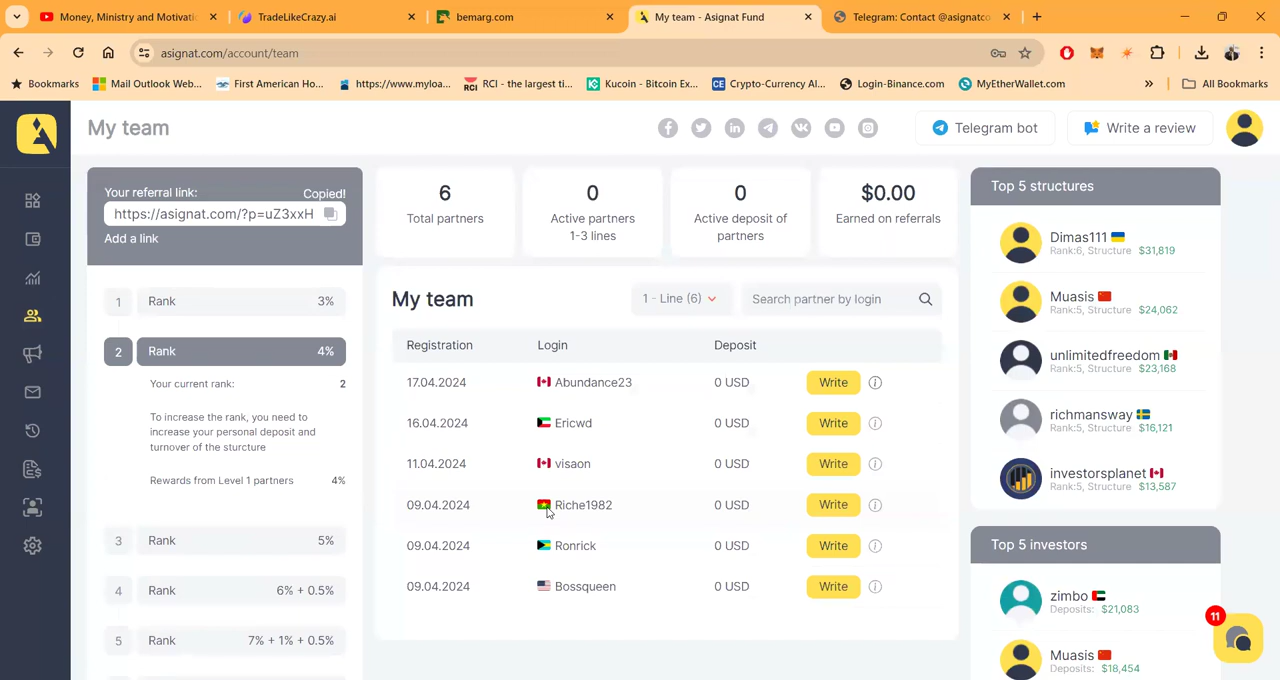 Money, Ministry and Motivatic
TradeLikeCrazy.ai
bemarg.com
My team - Asignat Fund
Telegram: Contact @asignatco
asignat.com/account/team
Bookmarks
Mail Outlook Web...
First American Ho...
https://www.myloa...
RCI - the largest ti...
Kucoin - Bitcoin Ex...
Crypto-Currency Al...
Login-Binance.com
MyEtherWallet.com
»
All Bookmarks
My team
Telegram bot
Write a review
Your referral link:
Copied!
https://asignat.com/?p=uZ3xxH
Add a link
1 Rank 3%
2 Rank 4%
Your current rank: 2
To increase the rank, you need to
increase your personal deposit and
turnover of the sturcture
Rewards from Level 1 partners 4%
3 Rank 5%
4 Rank 6% + 0.5%
5 Rank 7% + 1% + 0.5%
6
Total partners
0
Active partners
1-3 lines
0
Active deposit of
partners
$0.00
Earned on referrals
My team
1 - Line (6)
Search partner by login
Registration Login Deposit
17.04.2024 Abundance23 0 USD Write
16.04.2024 Ericwd 0 USD Write
11.04.2024 visaon 0 USD Write
09.04.2024 Riche1982 0 USD Write
09.04.2024 Ronrick 0 USD Write
09.04.2024 Bossqueen 0 USD Write
Top 5 structures
Dimas111
Rank:6, Structure $31,819
Muasis
Rank:5, Structure $24,062
unlimitedfreedom
Rank:5, Structure $23,168
richmansway
Rank:5, Structure $16,121
investorsplanet
Rank:5, Structure $13,587
Top 5 investors
zimbo
Deposits: $21,083
Muasis
Deposits: $18,454
11